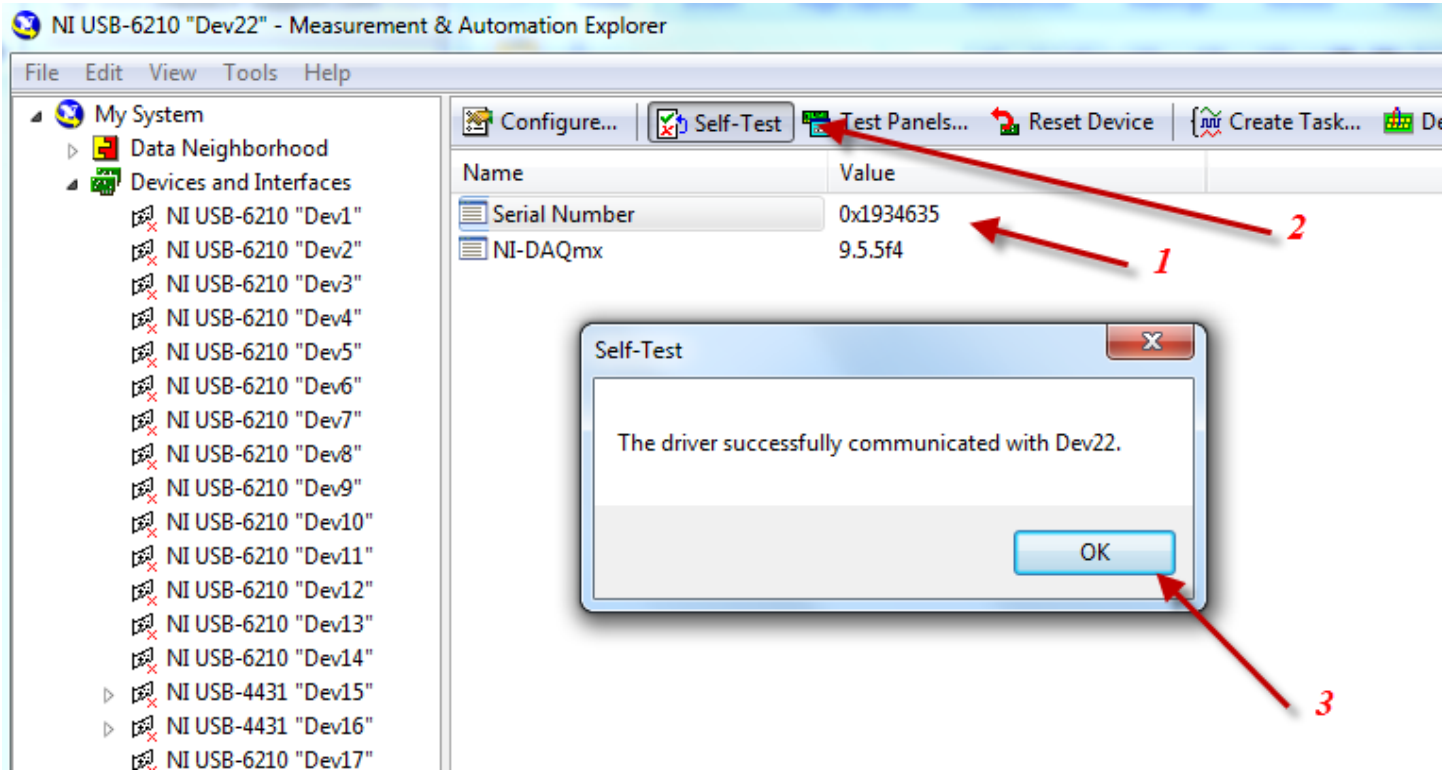 NI USB-6210 "Dev22" - Measurement & Automation Explorer
File Edit View Tools Help
My System
Data Neighborhood
Devices and Interfaces
NI USB-6210 "Dev1"
NI USB-6210 "Dev2"
NI USB-6210 "Dev3"
NI USB-6210 "Dev4"
NI USB-6210 "Dev5"
NI USB-6210 "Dev6"
NI USB-6210 "Dev7"
NI USB-6210 "Dev8"
NI USB-6210 "Dev9"
NI USB-6210 "Dev10"
NI USB-6210 "Dev11"
NI USB-6210 "Dev12"
NI USB-6210 "Dev13"
NI USB-6210 "Dev14"
NI USB-4431 "Dev15"
NI USB-4431 "Dev16"
NI USB-6210 "Dev17"
Configure... Self-Test Test Panels... Reset Device Create Task... De
Name Value
Serial Number 0x1934635
NI-DAQmx 9.5.5f4
2
1
Self-Test
The driver successfully communicated with Dev22.
OK
3